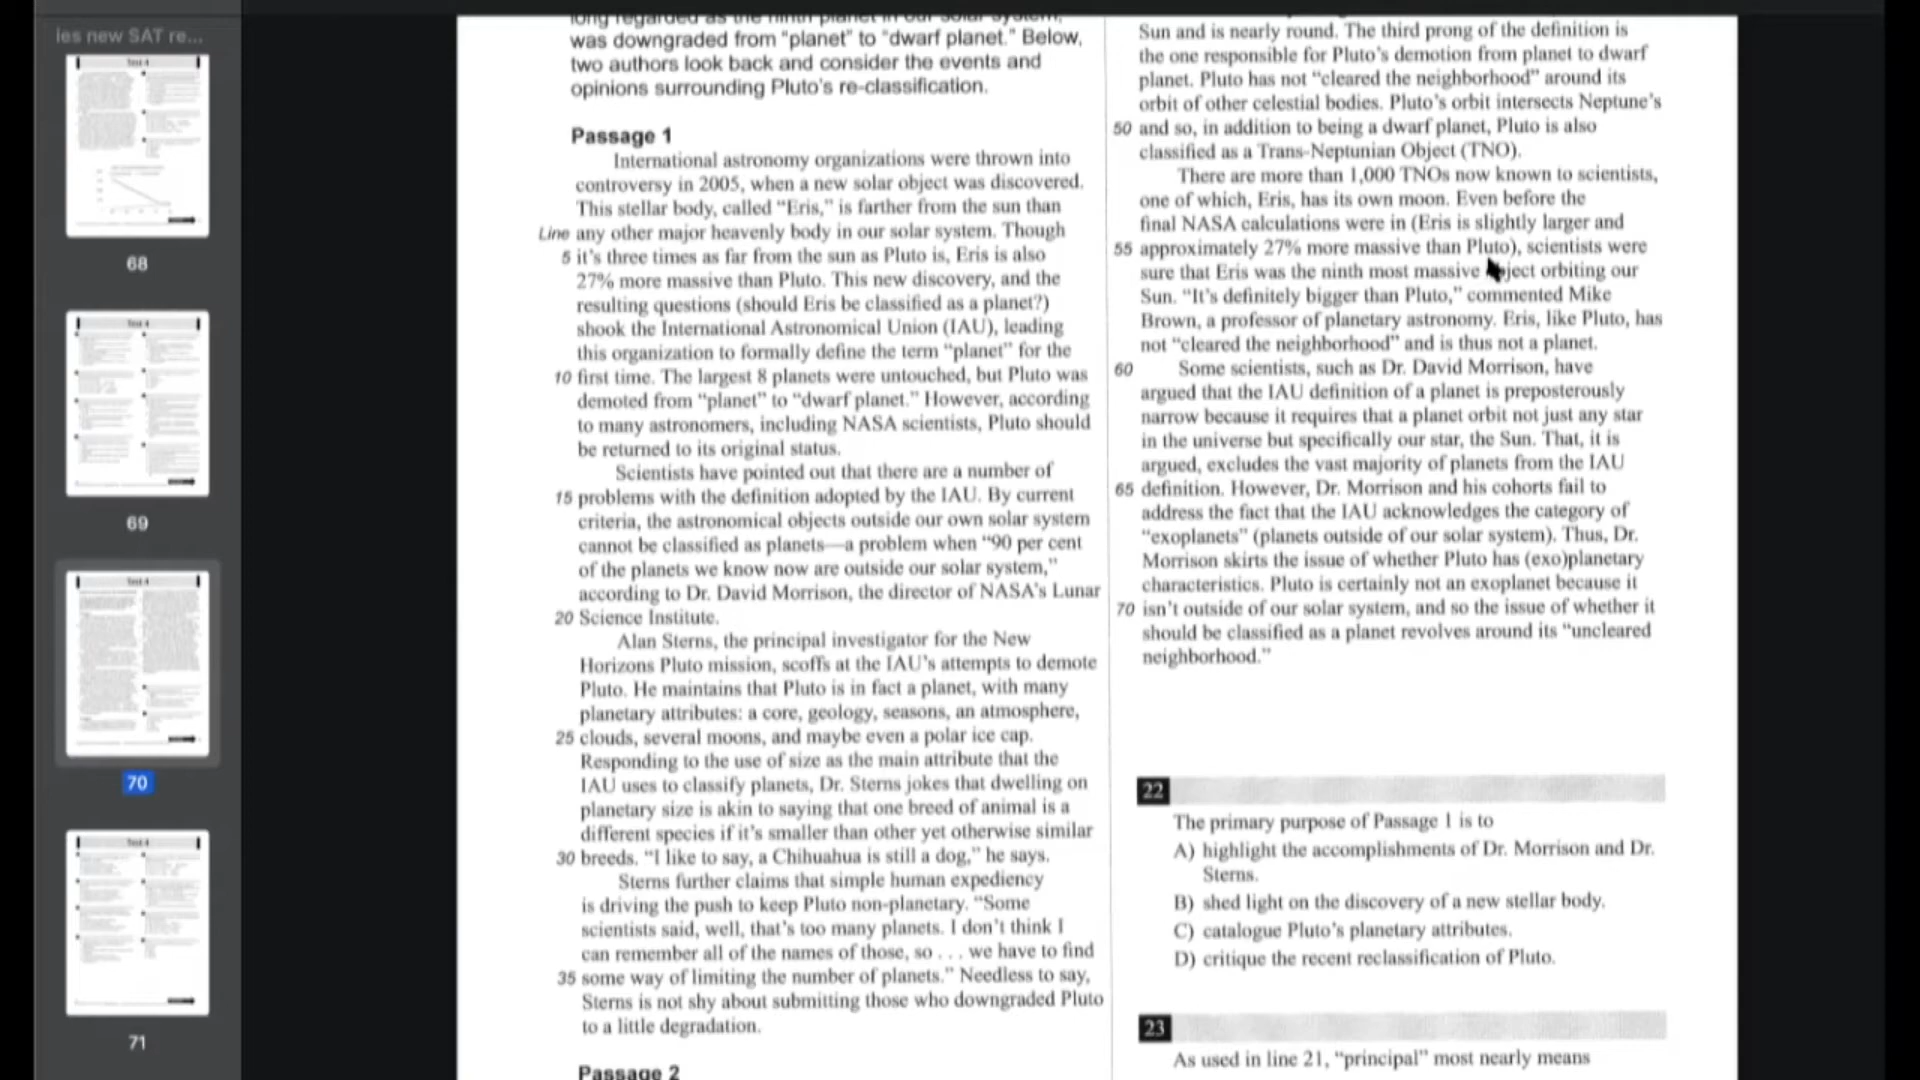 ies new SAT re...
68
69
70
71
long regarded as the ninth planet in our solar system,
was downgraded from "planet" to "dwarf planet." Below,
two authors look back and consider the events and
opinions surrounding Pluto's re-classification.
Passage 1
International astronomy organizations were thrown into
controversy in 2005, when a new solar object was discovered.
This stellar body, called "Eris," is farther from the sun than
Line any other major heavenly body in our solar system. Though
5 it's three times as far from the sun as Pluto is, Eris is also
27% more massive than Pluto. This new discovery, and the
resulting questions (should Eris be classified as a planet?)
shook the International Astronomical Union (IAU), leading
this organization to formally define the term "planet" for the
10 first time. The largest 8 planets were untouched, but Pluto was
demoted from "planet" to "dwarf planet." However, according
to many astronomers, including NASA scientists, Pluto should
be returned to its original status.
Scientists have pointed out that there are a number of
15 problems with the definition adopted by the IAU. By current
criteria, the astronomical objects outside our own solar system
cannot be classified as planets—a problem when "90 per cent
of the planets we know now are outside our solar system,"
according to Dr. David Morrison, the director of NASA's Lunar
20 Science Institute.
Alan Sterns, the principal investigator for the New
Horizons Pluto mission, scoffs at the IAU's attempts to demote
Pluto. He maintains that Pluto is in fact a planet, with many
planetary attributes: a core, geology, seasons, an atmosphere,
25 clouds, several moons, and maybe even a polar ice cap.
Responding to the use of size as the main attribute that the
IAU uses to classify planets, Dr. Sterns jokes that dwelling on
planetary size is akin to saying that one breed of animal is a
different species if it's smaller than other yet otherwise similar
30 breeds. "I like to say, a Chihuahua is still a dog," he says.
Sterns further claims that simple human expediency
is driving the push to keep Pluto non-planetary. "Some
scientists said, well, that's too many planets. I don't think I
can remember all of the names of those, so . . . we have to find
35 some way of limiting the number of planets." Needless to say,
Sterns is not shy about submitting those who downgraded Pluto
to a little degradation.
Passage 2
Sun and is nearly round. The third prong of the definition is
the one responsible for Pluto's demotion from planet to dwarf
planet. Pluto has not "cleared the neighborhood" around its
orbit of other celestial bodies. Pluto's orbit intersects Neptune's
50 and so, in addition to being a dwarf planet, Pluto is also
classified as a Trans-Neptunian Object (TNO).
There are more than 1,000 TNOs now known to scientists,
one of which, Eris, has its own moon. Even before the
final NASA calculations were in (Eris is slightly larger and
55 approximately 27% more massive than Pluto), scientists were
sure that Eris was the ninth most massive object orbiting our
Sun. "It's definitely bigger than Pluto," commented Mike
Brown, a professor of planetary astronomy. Eris, like Pluto, has
not "cleared the neighborhood" and is thus not a planet.
60 Some scientists, such as Dr. David Morrison, have
argued that the IAU definition of a planet is preposterously
narrow because it requires that a planet orbit not just any star
in the universe but specifically our star, the Sun. That, it is
argued, excludes the vast majority of planets from the IAU
65 definition. However, Dr. Morrison and his cohorts fail to
address the fact that the IAU acknowledges the category of
"exoplanets" (planets outside of our solar system). Thus, Dr.
Morrison skirts the issue of whether Pluto has (exo)planetary
characteristics. Pluto is certainly not an exoplanet because it
70 isn't outside of our solar system, and so the issue of whether it
should be classified as a planet revolves around its "uncleared
neighborhood."
22
The primary purpose of Passage 1 is to
A) highlight the accomplishments of Dr. Morrison and Dr.
Sterns.
B) shed light on the discovery of a new stellar body.
C) catalogue Pluto's planetary attributes.
D) critique the recent reclassification of Pluto.
23
As used in line 21, "principal" most nearly means